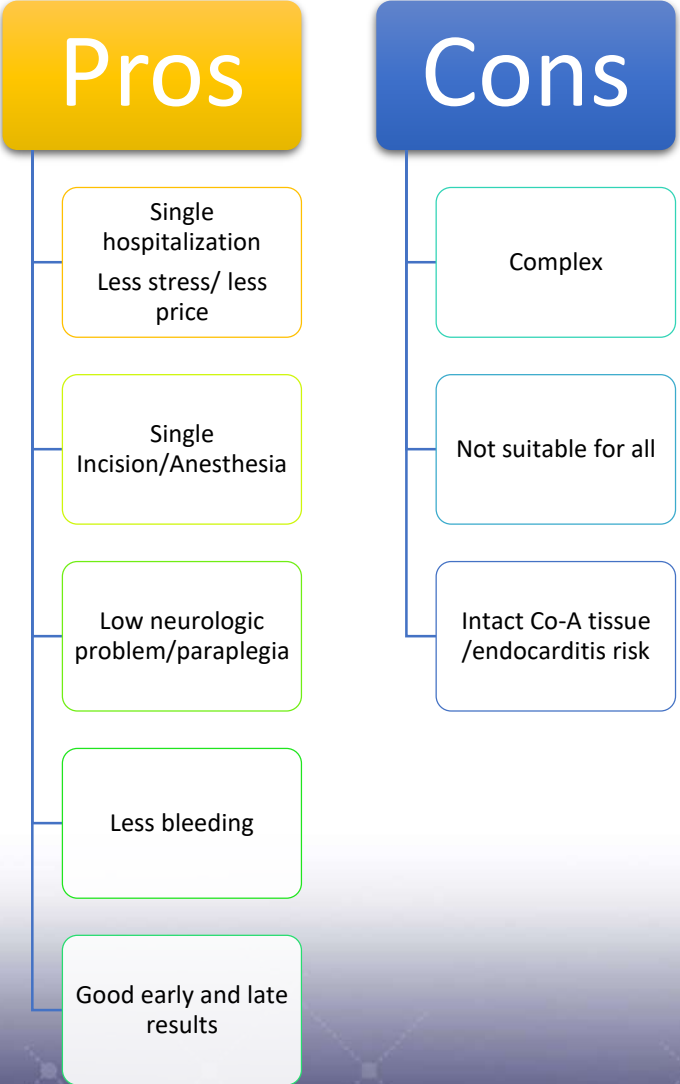 Pros
Single
hospitalization
Less stress/ less
price
Single
Incision/Anesthesia
Low neurologic
problem/paraplegia
Less bleeding
Good early and late
results
Cons
Complex
Not suitable for all
Intact Co-A tissue
/endocarditis risk